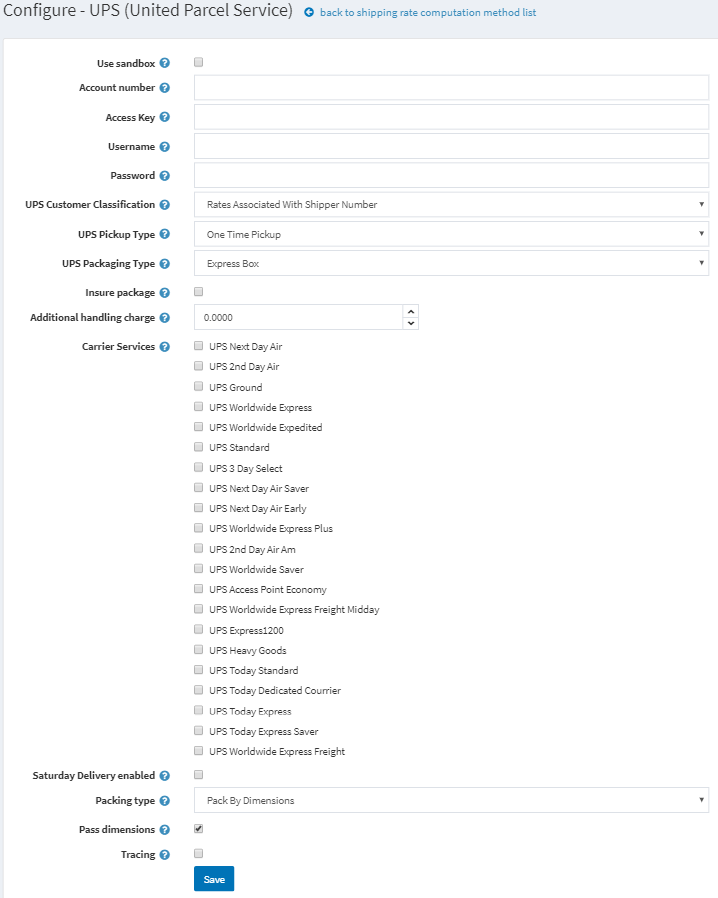 Configure - UPS (United Parcel Service) back to shipping rate computation method list
Use sandbox
Account number
Access Key
Username
Password
UPS Customer Classification Rates Associated With Shipper Number
UPS Pickup Type One Time Pickup
UPS Packaging Type Express Box
Insure package
Additional handling charge 0.0000
Carrier Services UPS Next Day Air
UPS 2nd Day Air
UPS Ground
UPS Worldwide Express
UPS Worldwide Expedited
UPS Standard
UPS 3 Day Select
UPS Next Day Air Saver
UPS Next Day Air Early
UPS Worldwide Express Plus
UPS 2nd Day Air Am
UPS Worldwide Saver
UPS Access Point Economy
UPS Worldwide Express Freight Midday
UPS Express1200
UPS Heavy Goods
UPS Today Standard
UPS Today Dedicated Courrier
UPS Today Express
UPS Today Express Saver
UPS Worldwide Express Freight
Saturday Delivery enabled
Packing type Pack By Dimensions
Pass dimensions
Tracing
Save